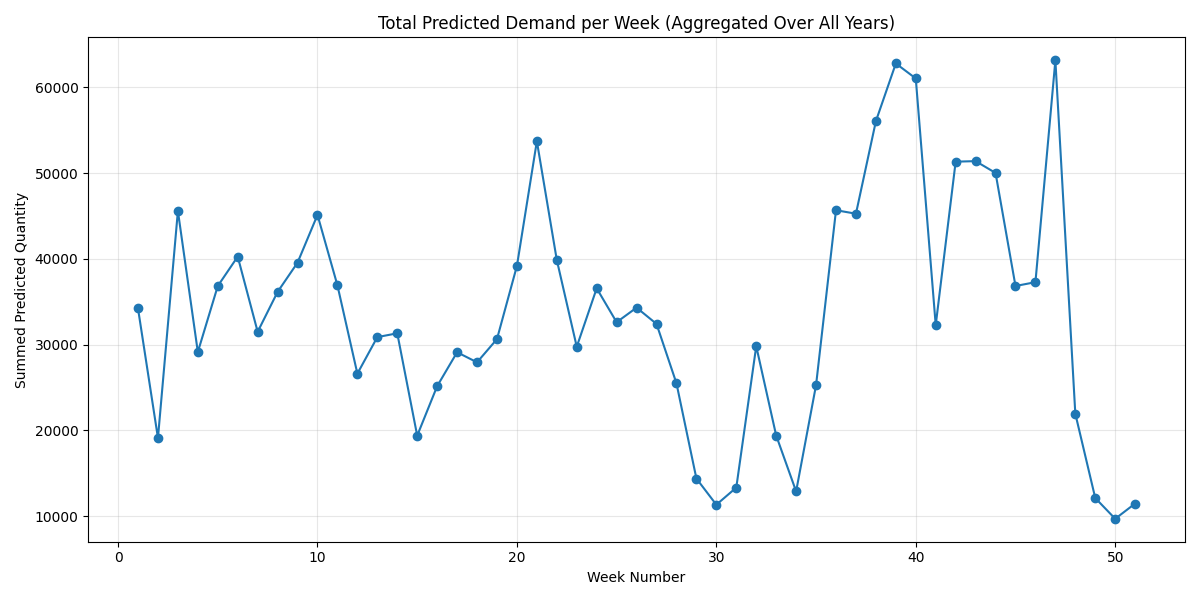 Total Predicted Demand per Week (Aggregated Over All Years)
Summed Predicted Quantity
60000
50000
40000
30000
20000
10000
0 10 20 30 40 50
Week Number